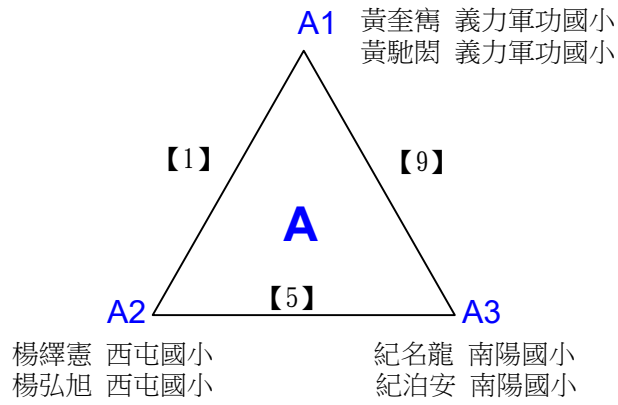 A1 黃奎寯 義力軍功國小
黃馳閎 義力軍功國小
【1】
【9】
A
【5】
A2
A3
楊繹憲 西屯國小
楊弘旭 西屯國小
紀名龍 南陽國小
紀泊安 南陽國小